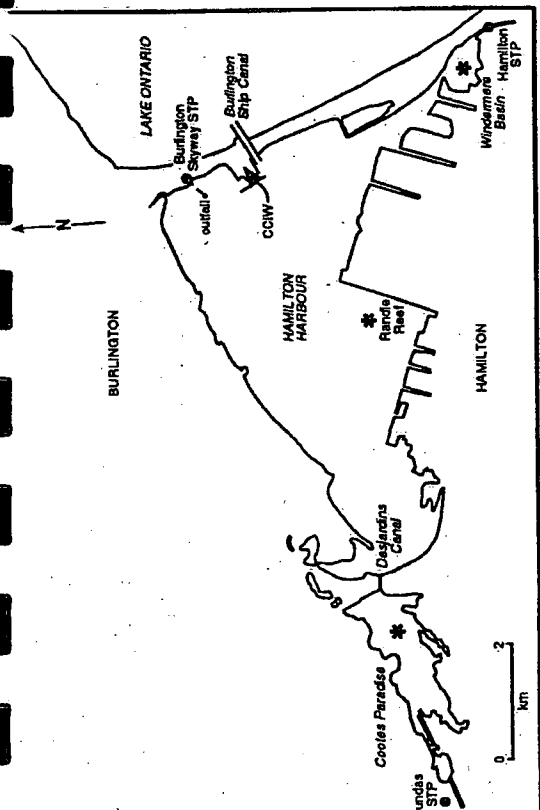 LAKE ONTARIO
Burlington
Skyway STP
Burlington
Ship Canal
outfall
CCIW
N
BURLINGTON
HAMILTON
HARBOUR
Randle
Reef
HAMILTON
Windermere
Basin
Hamilton
STP
Desjardins
Canal
Cootes Paradise
undas
STP
0
2
km